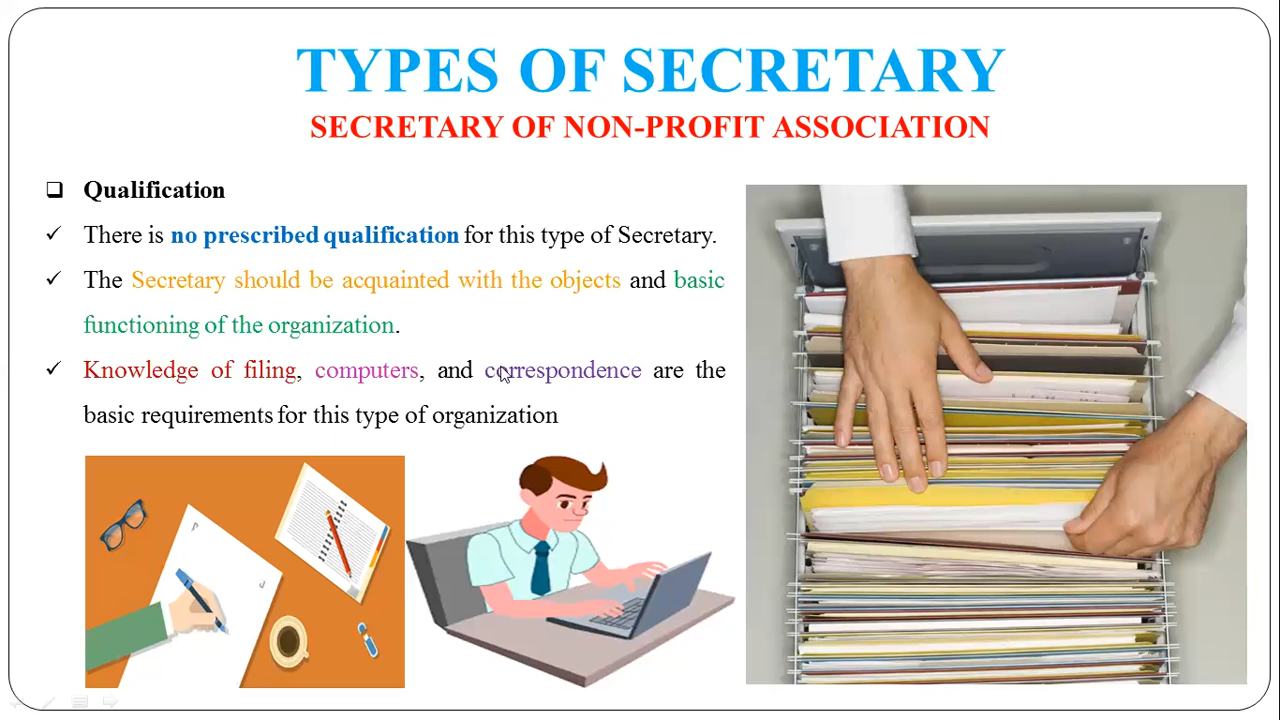 TYPES OF SECRETARY
SECRETARY OF NON-PROFIT ASSOCIATION
Qualification
There is no prescribed qualification for this type of Secretary.
The Secretary should be acquainted with the objects and basic
functioning of the organization.
Knowledge of filing, computers, and correspondence are the
basic requirements for this type of organization